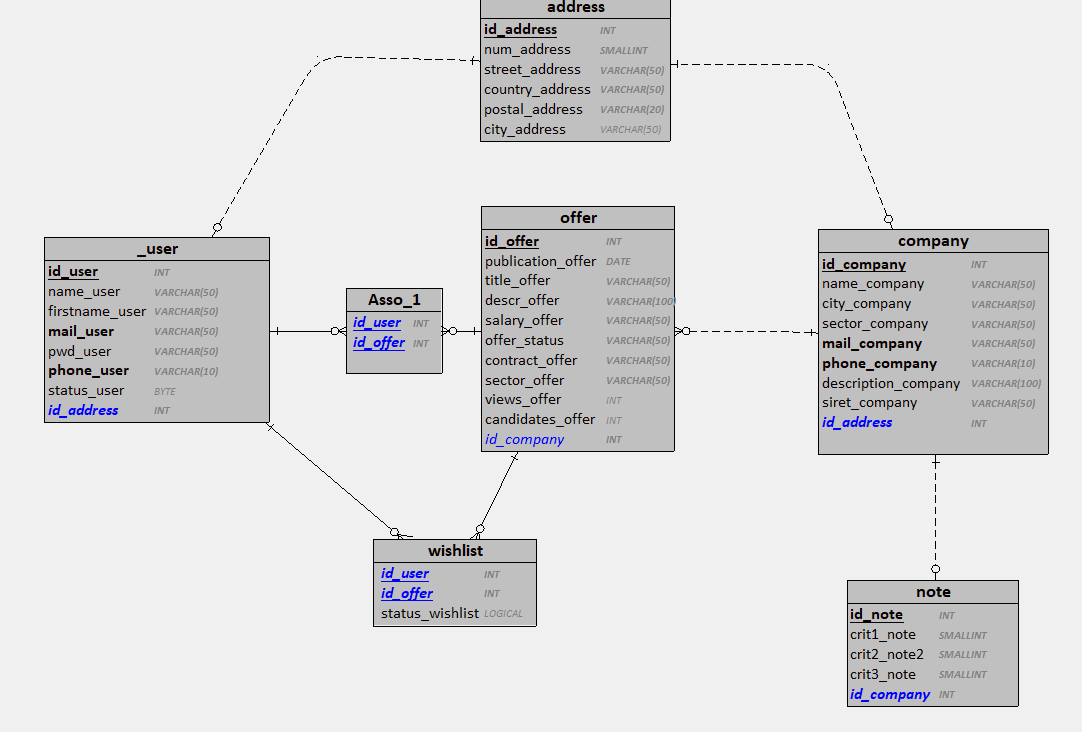 address
id_address INT
num_address SMALLINT
street_address VARCHAR(50)
country_address VARCHAR(50)
postal_address VARCHAR(20)
city_address VARCHAR(50)
_user
id_user INT
name_user VARCHAR(50)
firstname_user VARCHAR(50)
mail_user VARCHAR(50)
pwd_user VARCHAR(50)
phone_user VARCHAR(10)
status_user BYTE
id_address INT
Asso_1
id_user INT
id_offer INT
offer
id_offer INT
publication_offer DATE
title_offer VARCHAR(50)
descr_offer VARCHAR(100)
salary_offer VARCHAR(50)
offer_status VARCHAR(50)
contract_offer VARCHAR(50)
sector_offer VARCHAR(50)
views_offer INT
candidates_offer INT
id_company INT
company
id_company INT
name_company VARCHAR(50)
city_company VARCHAR(50)
sector_company VARCHAR(50)
mail_company VARCHAR(50)
phone_company VARCHAR(10)
description_company VARCHAR(100)
siret_company VARCHAR(50)
id_address INT
wishlist
id_user INT
id_offer INT
status_wishlist LOGICAL
note
id_note INT
crit1_note SMALLINT
crit2_note2 SMALLINT
crit3_note SMALLINT
id_company INT